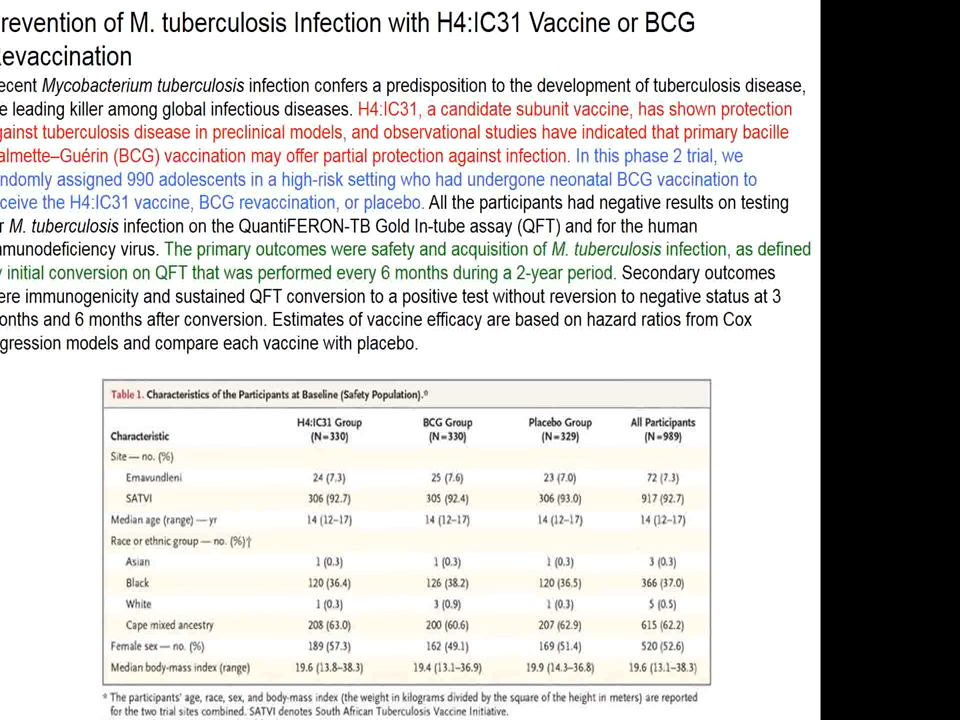 revention of M. tuberculosis Infection with H4:IC31 Vaccine or BCG
evaccination
ecent Mycobacterium tuberculosis infection confers a predisposition to the development of tuberculosis disease,
e leading killer among global infectious diseases. H4:IC31, a candidate subunit vaccine, has shown protection
gainst tuberculosis disease in preclinical models, and observational studies have indicated that primary bacille
almette–Guérin (BCG) vaccination may offer partial protection against infection. In this phase 2 trial, we
ndomly assigned 990 adolescents in a high-risk setting who had undergone neonatal BCG vaccination to
ceive the H4:IC31 vaccine, BCG revaccination, or placebo. All the participants had negative results on testing
r M. tuberculosis infection on the QuantiFERON-TB Gold In-tube assay (QFT) and for the human
mmunodeficiency virus. The primary outcomes were safety and acquisition of M. tuberculosis infection, as defined
y initial conversion on QFT that was performed every 6 months during a 2-year period. Secondary outcomes
ere immunogenicity and sustained QFT conversion to a positive test without reversion to negative status at 3
onths and 6 months after conversion. Estimates of vaccine efficacy are based on hazard ratios from Cox
gression models and compare each vaccine with placebo.
Table 1. Characteristics of the Participants at Baseline (Safety Population).*
Characteristic H4:IC31 Group (N=330) BCG Group (N=330) Placebo Group (N=329) All Participants (N=989)
Site — no. (%)
Emavundleni 24 (7.3) 25 (7.6) 23 (7.0) 72 (7.3)
SATVI 306 (92.7) 305 (92.4) 306 (93.0) 917 (92.7)
Median age (range) — yr 14 (12–17) 14 (12–17) 14 (12–17) 14 (12–17)
Race or ethnic group — no. (%)†
Asian 1 (0.3) 1 (0.3) 1 (0.3) 3 (0.3)
Black 120 (36.4) 126 (38.2) 120 (36.5) 366 (37.0)
White 1 (0.3) 3 (0.9) 1 (0.3) 5 (0.5)
Cape mixed ancestry 208 (63.0) 200 (60.6) 207 (62.9) 615 (62.2)
Female sex — no. (%) 189 (57.3) 162 (49.1) 169 (51.4) 520 (52.6)
Median body-mass index (range) 19.6 (13.8–38.3) 19.4 (13.1–36.9) 19.9 (14.3–36.8) 19.6 (13.1–38.3)
* The participants' age, race, sex, and body-mass index (the weight in kilograms divided by the square of the height in meters) are reported
for the two trial sites combined. SATVI denotes South African Tuberculosis Vaccine Initiative.